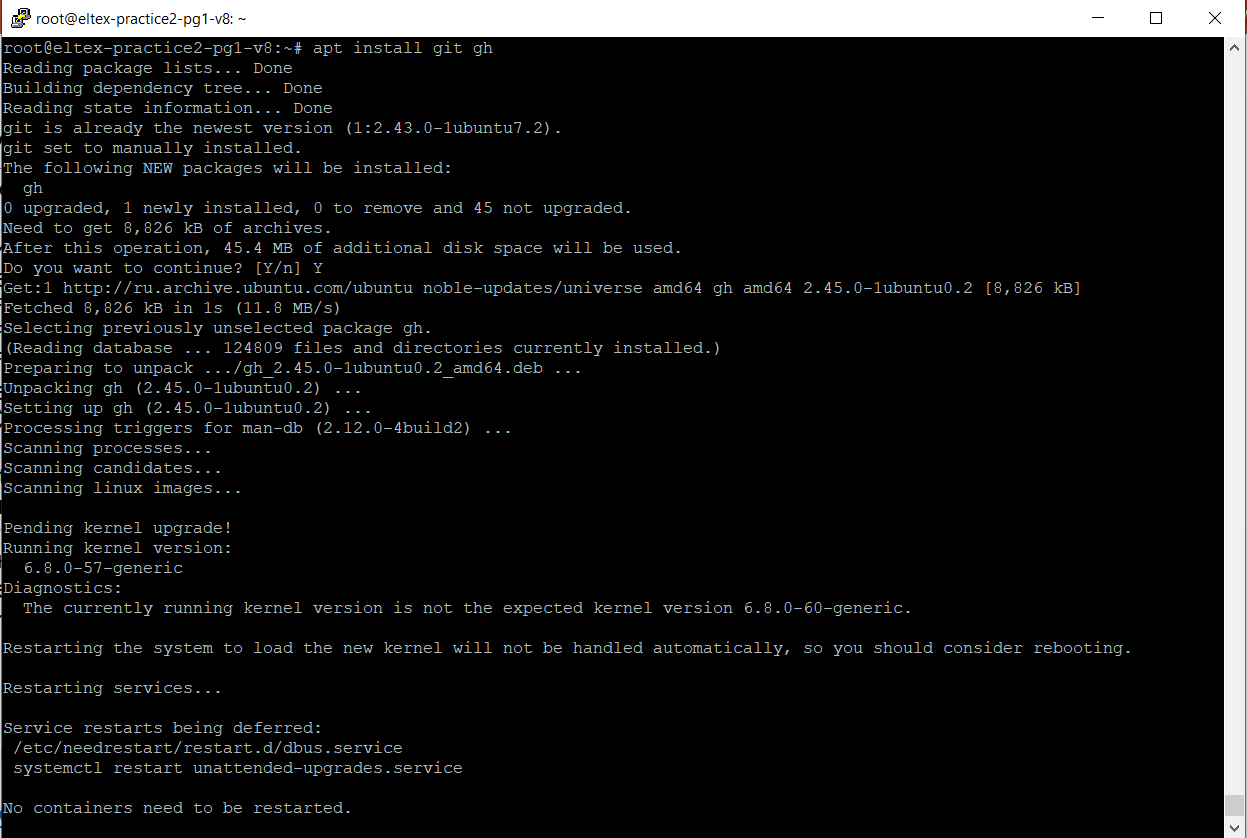 root@eltex-practice2-pg1-v8: ~
root@eltex-practice2-pg1-v8:~# apt install git gh
Reading package lists... Done
Building dependency tree... Done
Reading state information... Done
git is already the newest version (1:2.43.0-1ubuntu7.2).
git set to manually installed.
The following NEW packages will be installed:
  gh
0 upgraded, 1 newly installed, 0 to remove and 45 not upgraded.
Need to get 8,826 kB of archives.
After this operation, 45.4 MB of additional disk space will be used.
Do you want to continue? [Y/n] Y
Get:1 http://ru.archive.ubuntu.com/ubuntu noble-updates/universe amd64 gh amd64 2.45.0-1ubuntu0.2 [8,826 kB]
Fetched 8,826 kB in 1s (11.8 MB/s)
Selecting previously unselected package gh.
(Reading database ... 124809 files and directories currently installed.)
Preparing to unpack .../gh_2.45.0-1ubuntu0.2_amd64.deb ...
Unpacking gh (2.45.0-1ubuntu0.2) ...
Setting up gh (2.45.0-1ubuntu0.2) ...
Processing triggers for man-db (2.12.0-4build2) ...
Scanning processes...
Scanning candidates...
Scanning linux images...

Pending kernel upgrade!
Running kernel version:
  6.8.0-57-generic
Diagnostics:
  The currently running kernel version is not the expected kernel version 6.8.0-60-generic.

Restarting the system to load the new kernel will not be handled automatically, so you should consider rebooting.

Restarting services...

Service restarts being deferred:
 /etc/needrestart/restart.d/dbus.service
 systemctl restart unattended-upgrades.service

No containers need to be restarted.